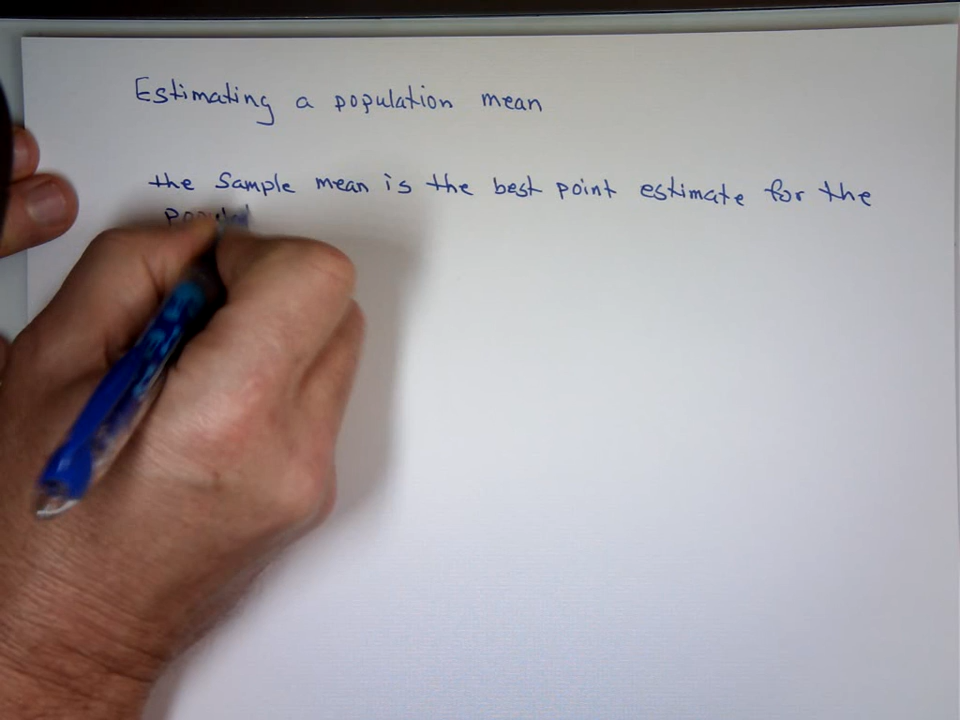 Estimating a population mean
the Sample mean is the best point estimate for the